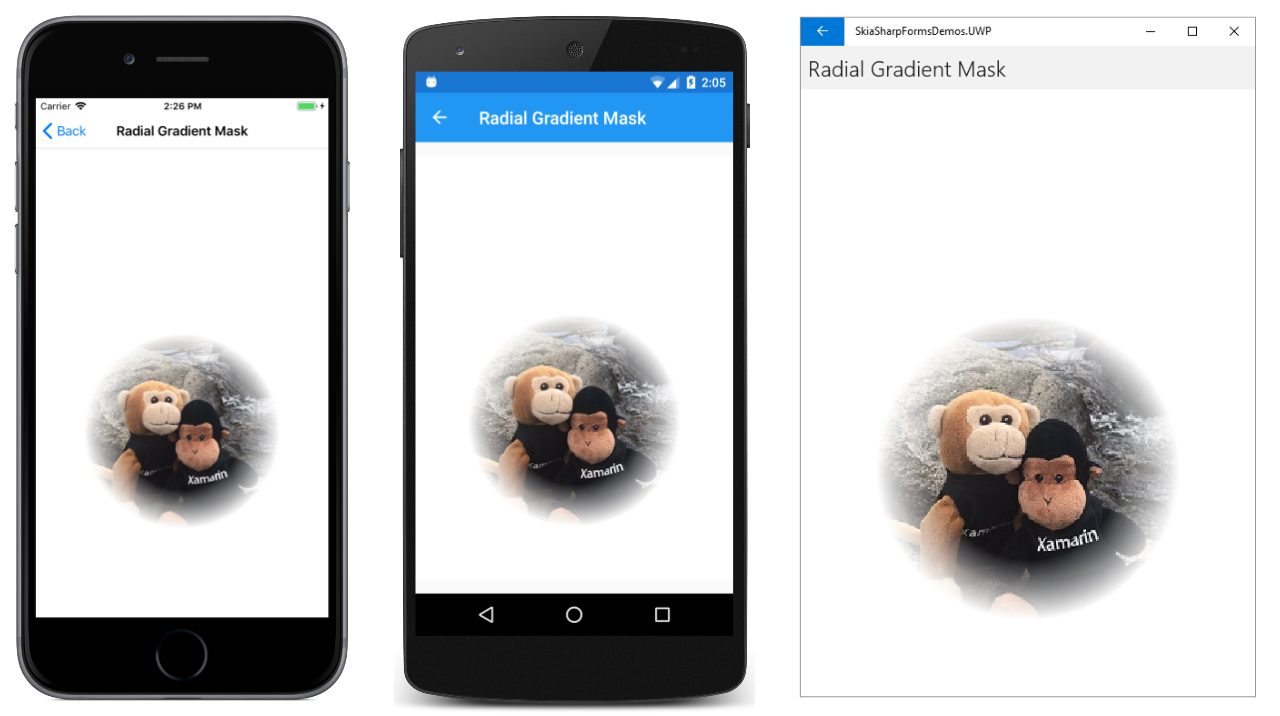 Carrier
2:26 PM
Back
Radial Gradient Mask
Xamarin
2:05
Radial Gradient Mask
Xamarin
SkiaSharpFormsDemos.UWP
Radial Gradient Mask
Xamarin
Xamarin